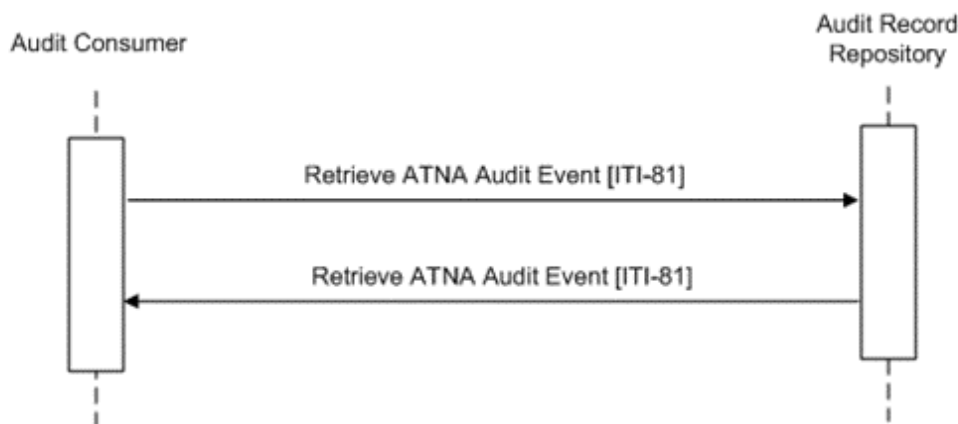 Audit Consumer
Audit Record
Repository
Retrieve ATNA Audit Event [ITI-81]
Retrieve ATNA Audit Event [ITI-81]